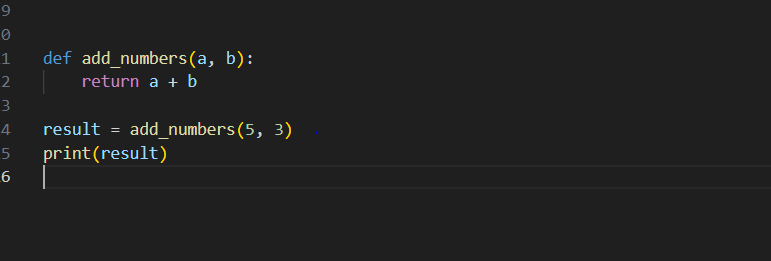 9
0
1 def add_numbers(a, b):
2     return a + b
3
4 result = add_numbers(5, 3)
5 print(result)
6